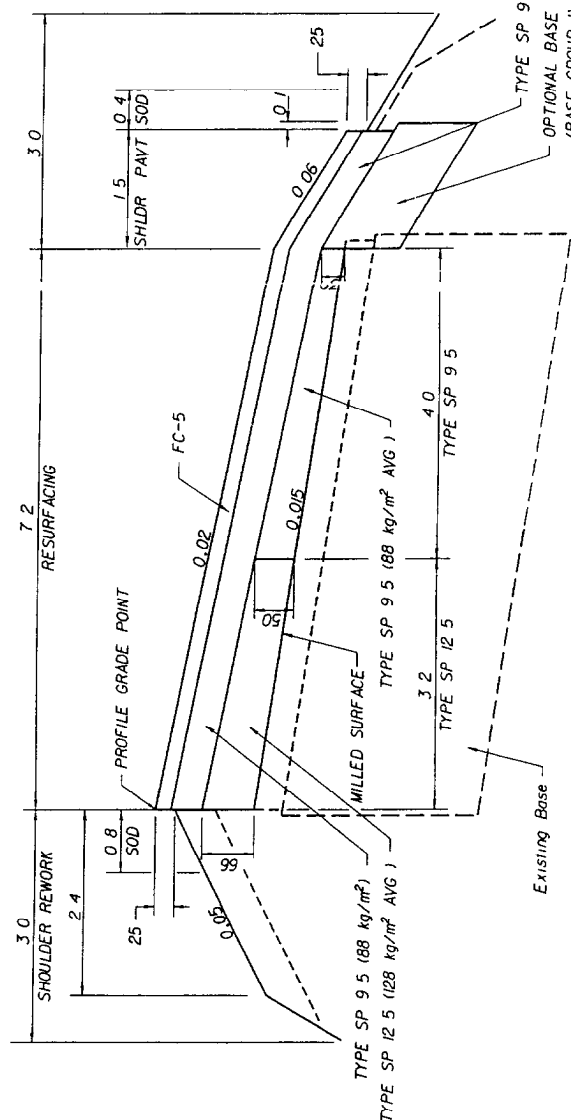 3 0
SHOULDER REWORK
2 4
0 8
SOD
25
0.05
66
PROFILE GRADE POINT
7 2
RESURFACING
FC-5
0.02
50
MILLED SURFACE
0.015
TYPE SP 9 5 (88 kg/m²)
TYPE SP 12 5 (128 kg/m² AVG )
TYPE SP 9 5 (88 kg/m² AVG )
3 2
TYPE SP 12 5
4 0
TYPE SP 9 5
Existing Base
3 0
1 5
SHLDR PAVT
0 4
SOD
0 1
25
0.06
TYPE SP 9
OPTIONAL BASE